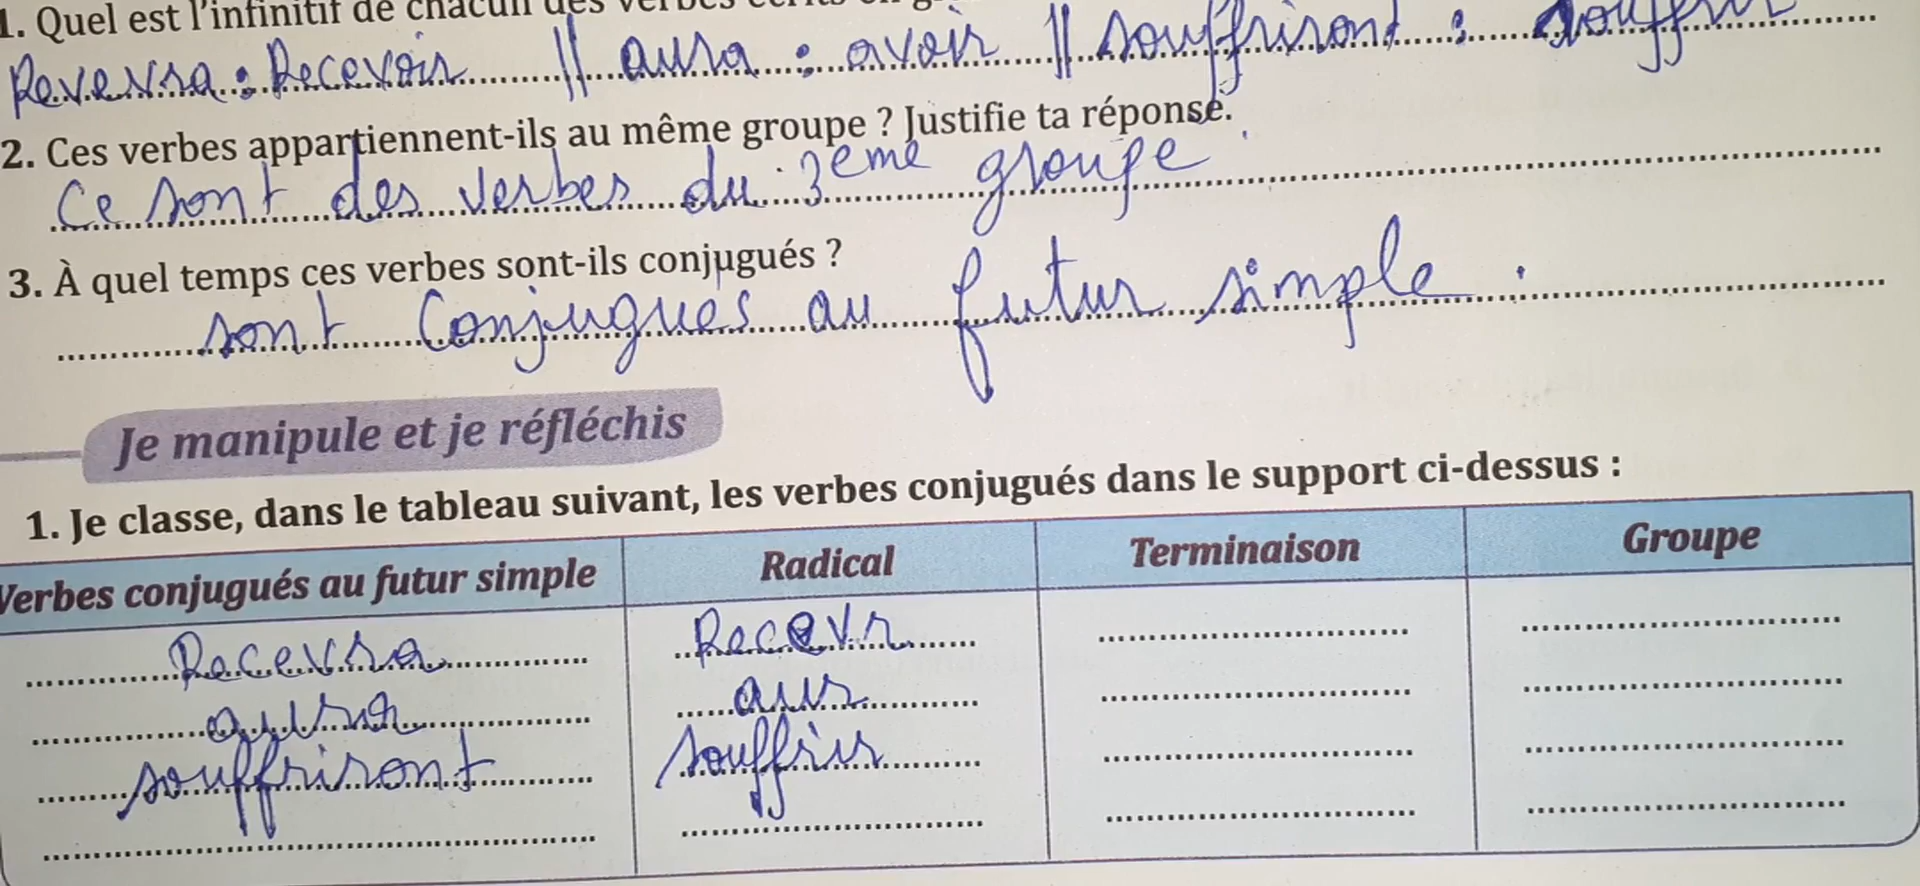 1. Quel est l'infinitif de chacun des verbes écrits en
Revevra : Recevoir || aura : avoir || souffriront : souffrir
2. Ces verbes appartiennent-ils au même groupe ? Justifie ta réponse.
Ce sont des verbes du 3eme groupe
3. À quel temps ces verbes sont-ils conjugués ?
sont Conjugués au futur simple.
Je manipule et je réfléchis
1. Je classe, dans le tableau suivant, les verbes conjugués dans le support ci-dessus :
Verbes conjugués au futur simple Radical Terminaison Groupe
Recevra Recevr
aura aur
souffriront souffrir